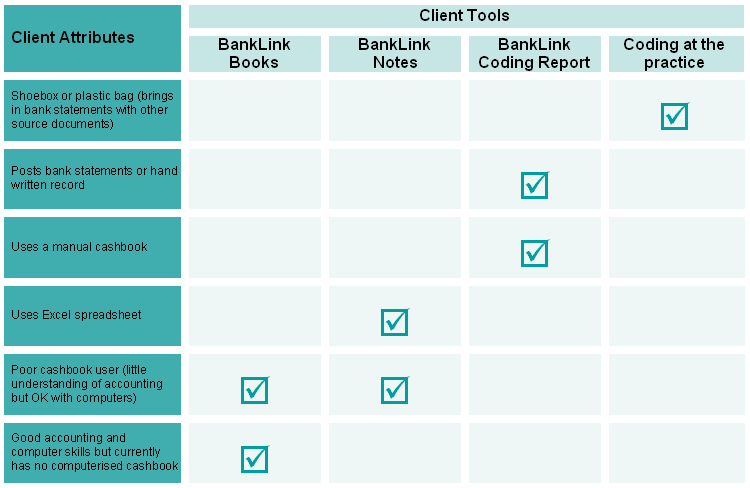 Client Attributes
Client Tools
BankLink
Books
BankLink
Notes
BankLink
Coding Report
Coding at the
practice
Shoebox or plastic bag (brings
in bank statements with other
source documents)
Posts bank statements or hand
written record
Uses a manual cashbook
Uses Excel spreadsheet
Poor cashbook user (little
understanding of accounting
but OK with computers)
Good accounting and
computer skills but currently
has no computerised cashbook